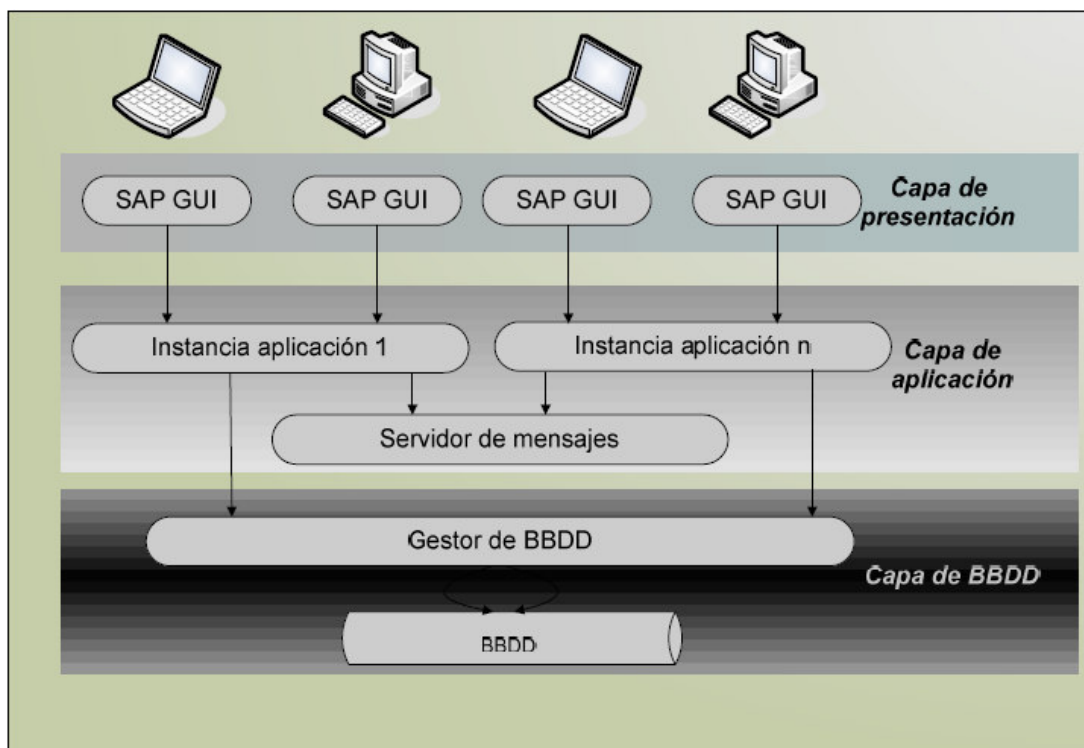 SAP GUI
SAP GUI
SAP GUI
SAP GUI
Capa de
presentación
Instancia aplicación 1
Instancia aplicación n
Capa de
aplicación
Servidor de mensajes
Gestor de BBDD
Capa de BBDD
BBDD